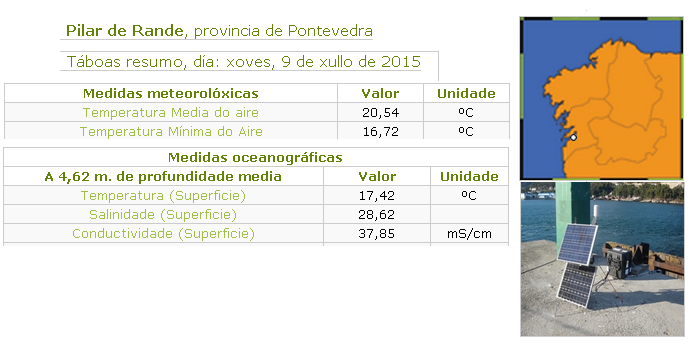 Pilar de Rande, provincia de Pontevedra
Táboas resumo, día: xoves, 9 de xullo de 2015
Medidas meteorolóxicas Valor Unidade
Temperatura Media do aire 20,54 ºC
Temperatura Mínima do Aire 16,72 ºC
Medidas oceanográficas
A 4,62 m. de profundidade media Valor Unidade
Temperatura (Superficie) 17,42 ºC
Salinidade (Superficie) 28,62
Conductividade (Superficie) 37,85 mS/cm